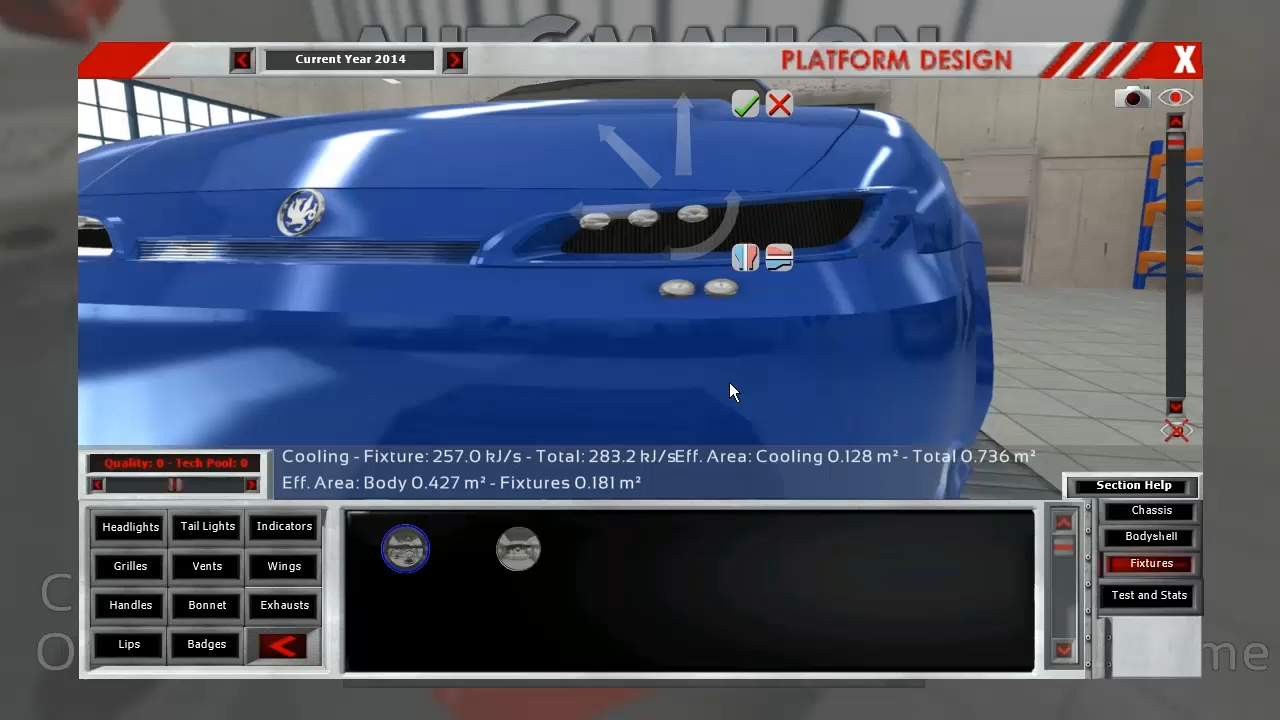 AUTOMATION
Current Year 2014
PLATFORM DESIGN
X
Cooling - Fixture: 257.0 kJ/s - Total: 283.2 kJ/sEff. Area: Cooling 0.128 m² - Total 0.736 m²
Eff. Area: Body 0.427 m² - Fixtures 0.181 m²
Quality: 0 - Tech Pool: 0
Section Help
Headlights
Tail Lights
Indicators
Grilles
Vents
Wings
Handles
Bonnet
Exhausts
Lips
Badges
Chassis
Bodyshell
Fixtures
Test and Stats